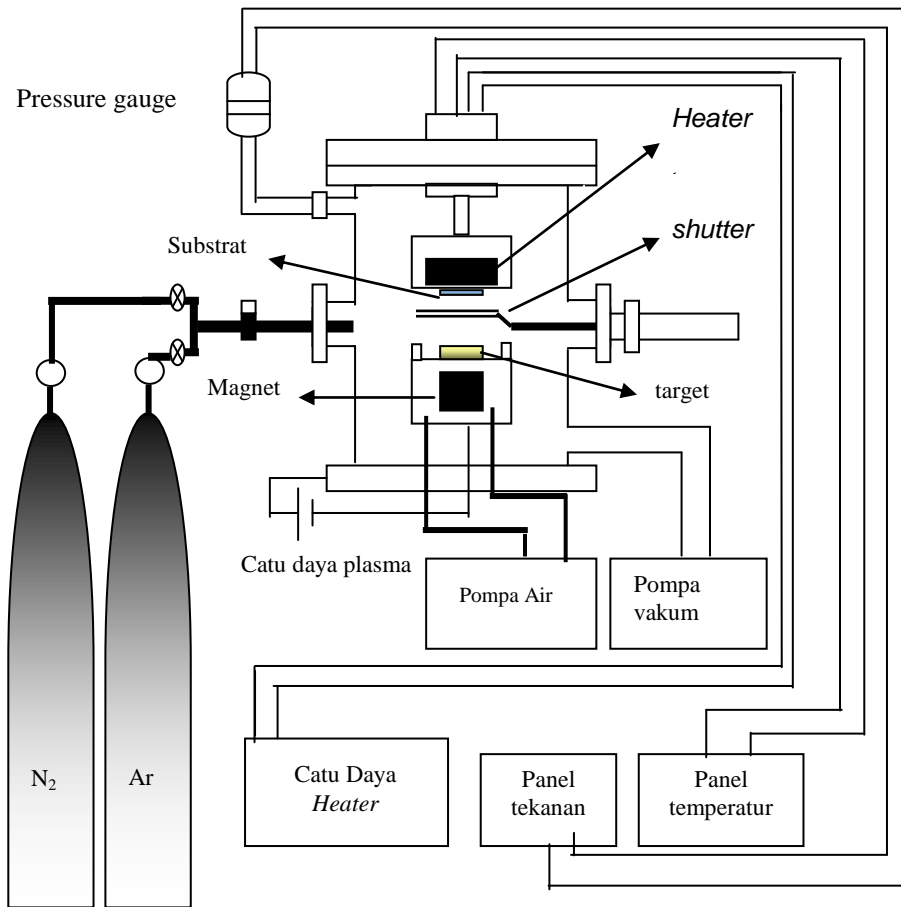 Pressure gauge
Heater
Substrat
shutter
Magnet
target
Catu daya plasma
Pompa Air
Pompa
vakum
N₂
Ar
Catu Daya
Heater
Panel
tekanan
Panel
temperatur